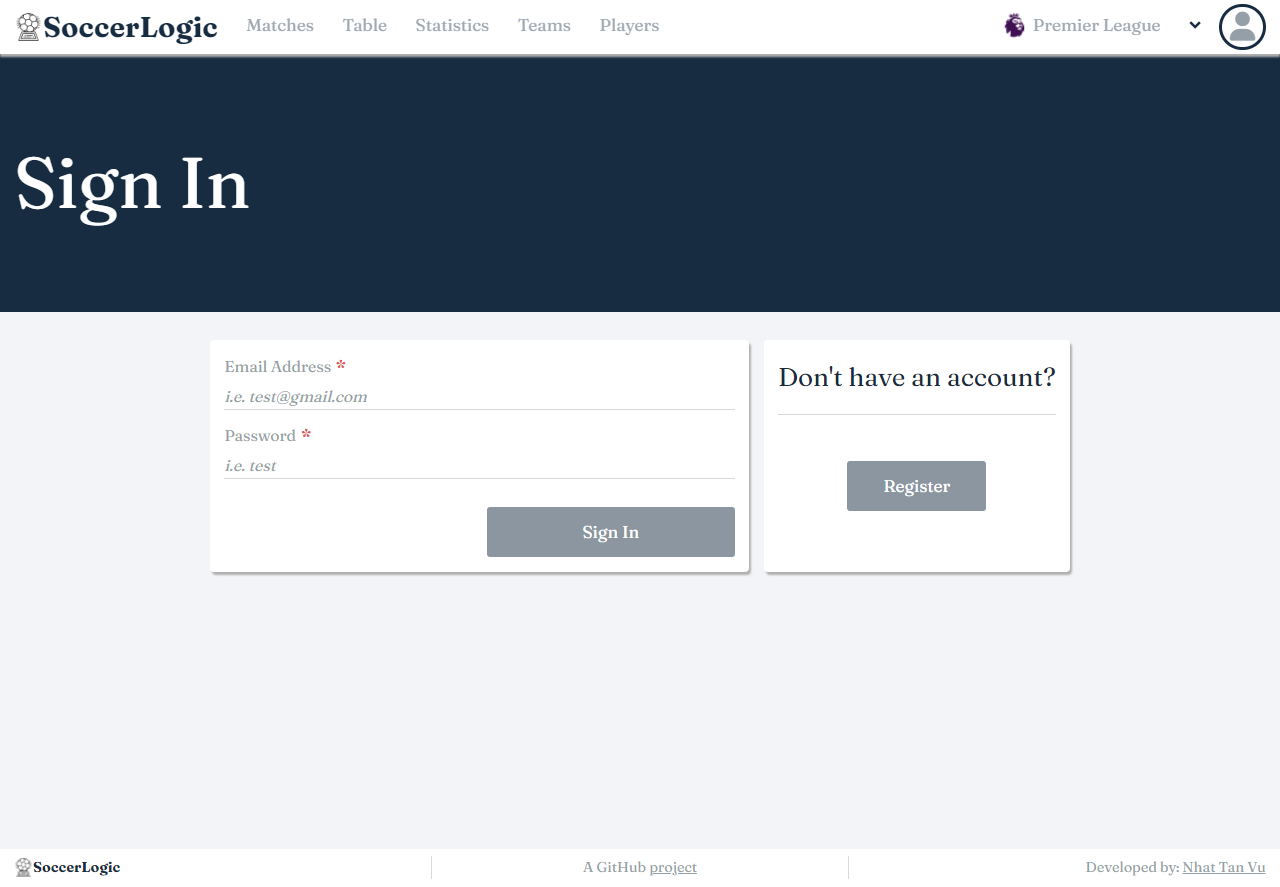 SoccerLogic Matches Table Statistics Teams Players Premier League
Sign In
Email Address *
i.e. test@gmail.com
Password *
i.e. test
Sign In
Don't have an account?
Register
SoccerLogic A GitHub project Developed by: Nhat Tan Vu